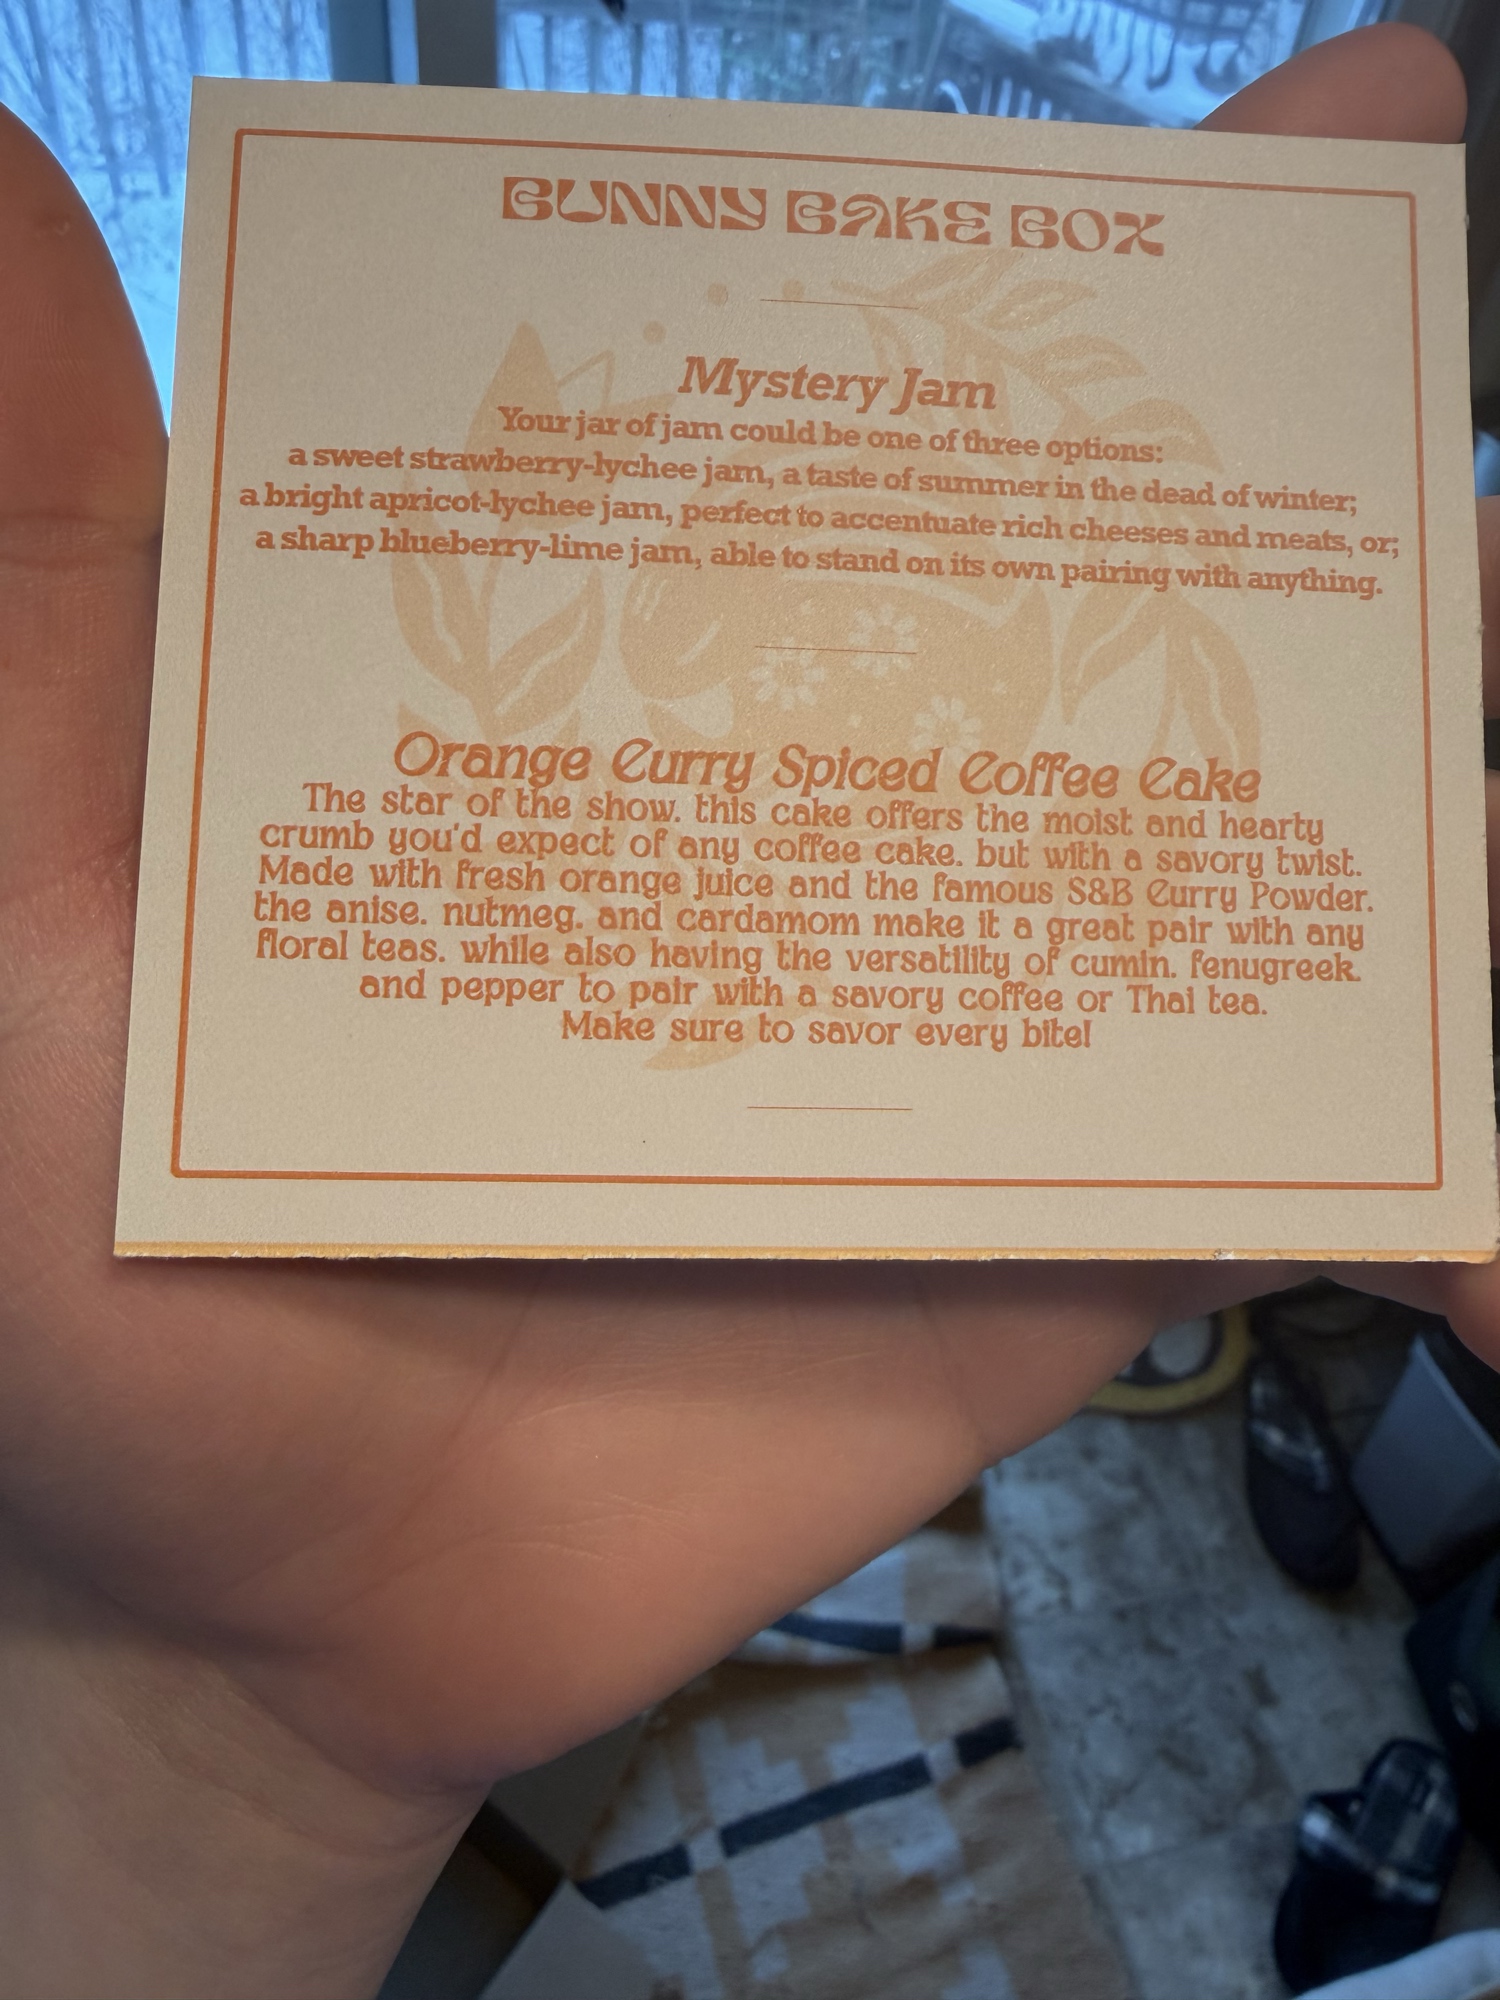 BUNNY BAKE BOX
Mystery Jam
Your jar of jam could be one of three options:
a sweet strawberry-lychee jam, a taste of summer in the dead of winter;
a bright apricot-lychee jam, perfect to accentuate rich cheeses and meats, or;
a sharp blueberry-lime jam, able to stand on its own pairing with anything.
Orange Curry Spiced Coffee Cake
The star of the show, this cake offers the moist and hearty
crumb you'd expect of any coffee cake, but with a savory twist.
Made with fresh orange juice and the famous S&B Curry Powder,
the anise, nutmeg, and cardamom make it a great pair with any
floral teas, while also having the versatility of cumin, fenugreek,
and pepper to pair with a savory coffee or Thai tea.
Make sure to savor every bite!